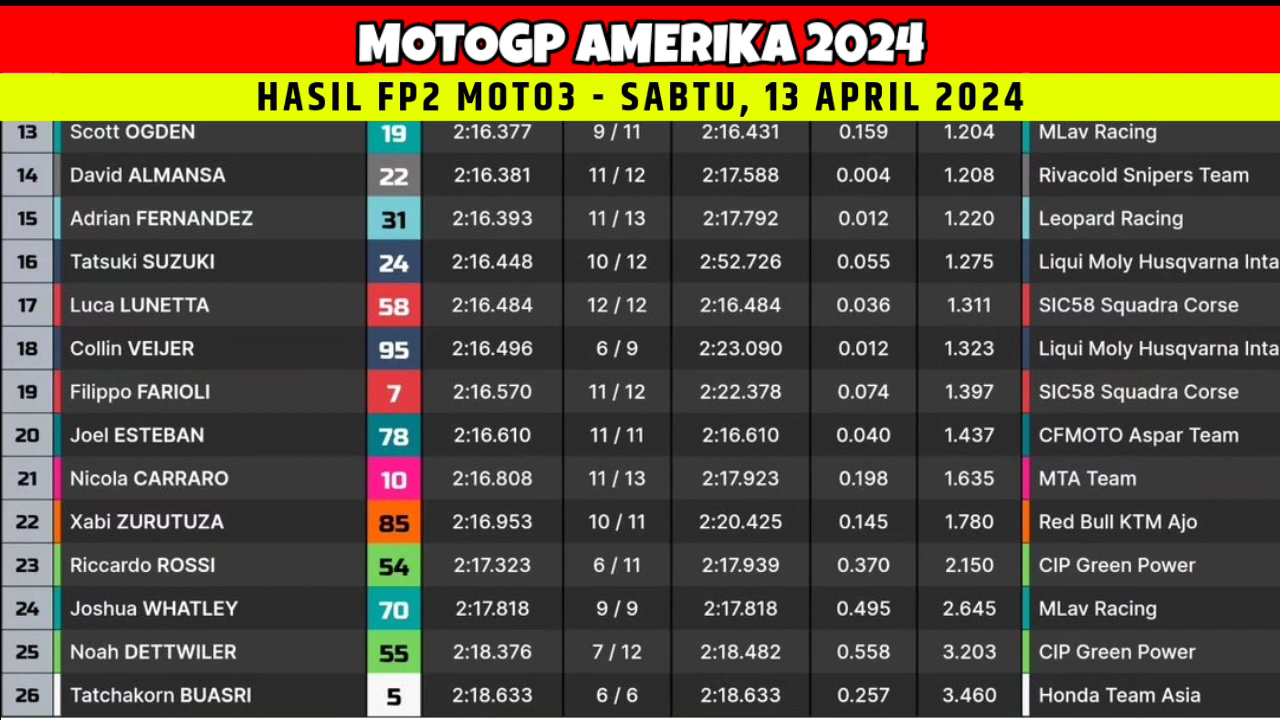 MOTOGP AMERIKA 2024
HASIL FP2 MOTO3 - SABTU, 13 APRIL 2024
13 Scott OGDEN 19 2:16.377 9 / 11 2:16.431 0.159 1.204 MLav Racing
14 David ALMANSA 22 2:16.381 11 / 12 2:17.588 0.004 1.208 Rivacold Snipers Team
15 Adrian FERNANDEZ 31 2:16.393 11 / 13 2:17.792 0.012 1.220 Leopard Racing
16 Tatsuki SUZUKI 24 2:16.448 10 / 12 2:52.726 0.055 1.275 Liqui Moly Husqvarna Inta
17 Luca LUNETTA 58 2:16.484 12 / 12 2:16.484 0.036 1.311 SIC58 Squadra Corse
18 Collin VEIJER 95 2:16.496 6 / 9 2:23.090 0.012 1.323 Liqui Moly Husqvarna Inta
19 Filippo FARIOLI 7 2:16.570 11 / 12 2:22.378 0.074 1.397 SIC58 Squadra Corse
20 Joel ESTEBAN 78 2:16.610 11 / 11 2:16.610 0.040 1.437 CFMOTO Aspar Team
21 Nicola CARRARO 10 2:16.808 11 / 13 2:17.923 0.198 1.635 MTA Team
22 Xabi ZURUTUZA 85 2:16.953 10 / 11 2:20.425 0.145 1.780 Red Bull KTM Ajo
23 Riccardo ROSSI 54 2:17.323 6 / 11 2:17.939 0.370 2.150 CIP Green Power
24 Joshua WHATLEY 70 2:17.818 9 / 9 2:17.818 0.495 2.645 MLav Racing
25 Noah DETTWILER 55 2:18.376 7 / 12 2:18.482 0.558 3.203 CIP Green Power
26 Tatchakorn BUASRI 5 2:18.633 6 / 6 2:18.633 0.257 3.460 Honda Team Asia